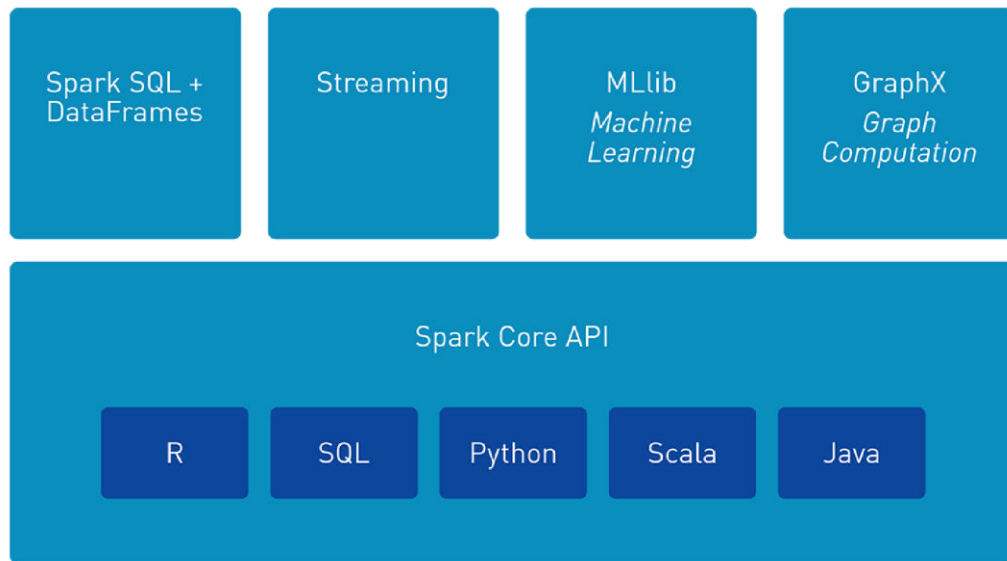 Spark SQL +
DataFrames
Streaming
MLlib
Machine
Learning
GraphX
Graph
Computation
Spark Core API
R
SQL
Python
Scala
Java